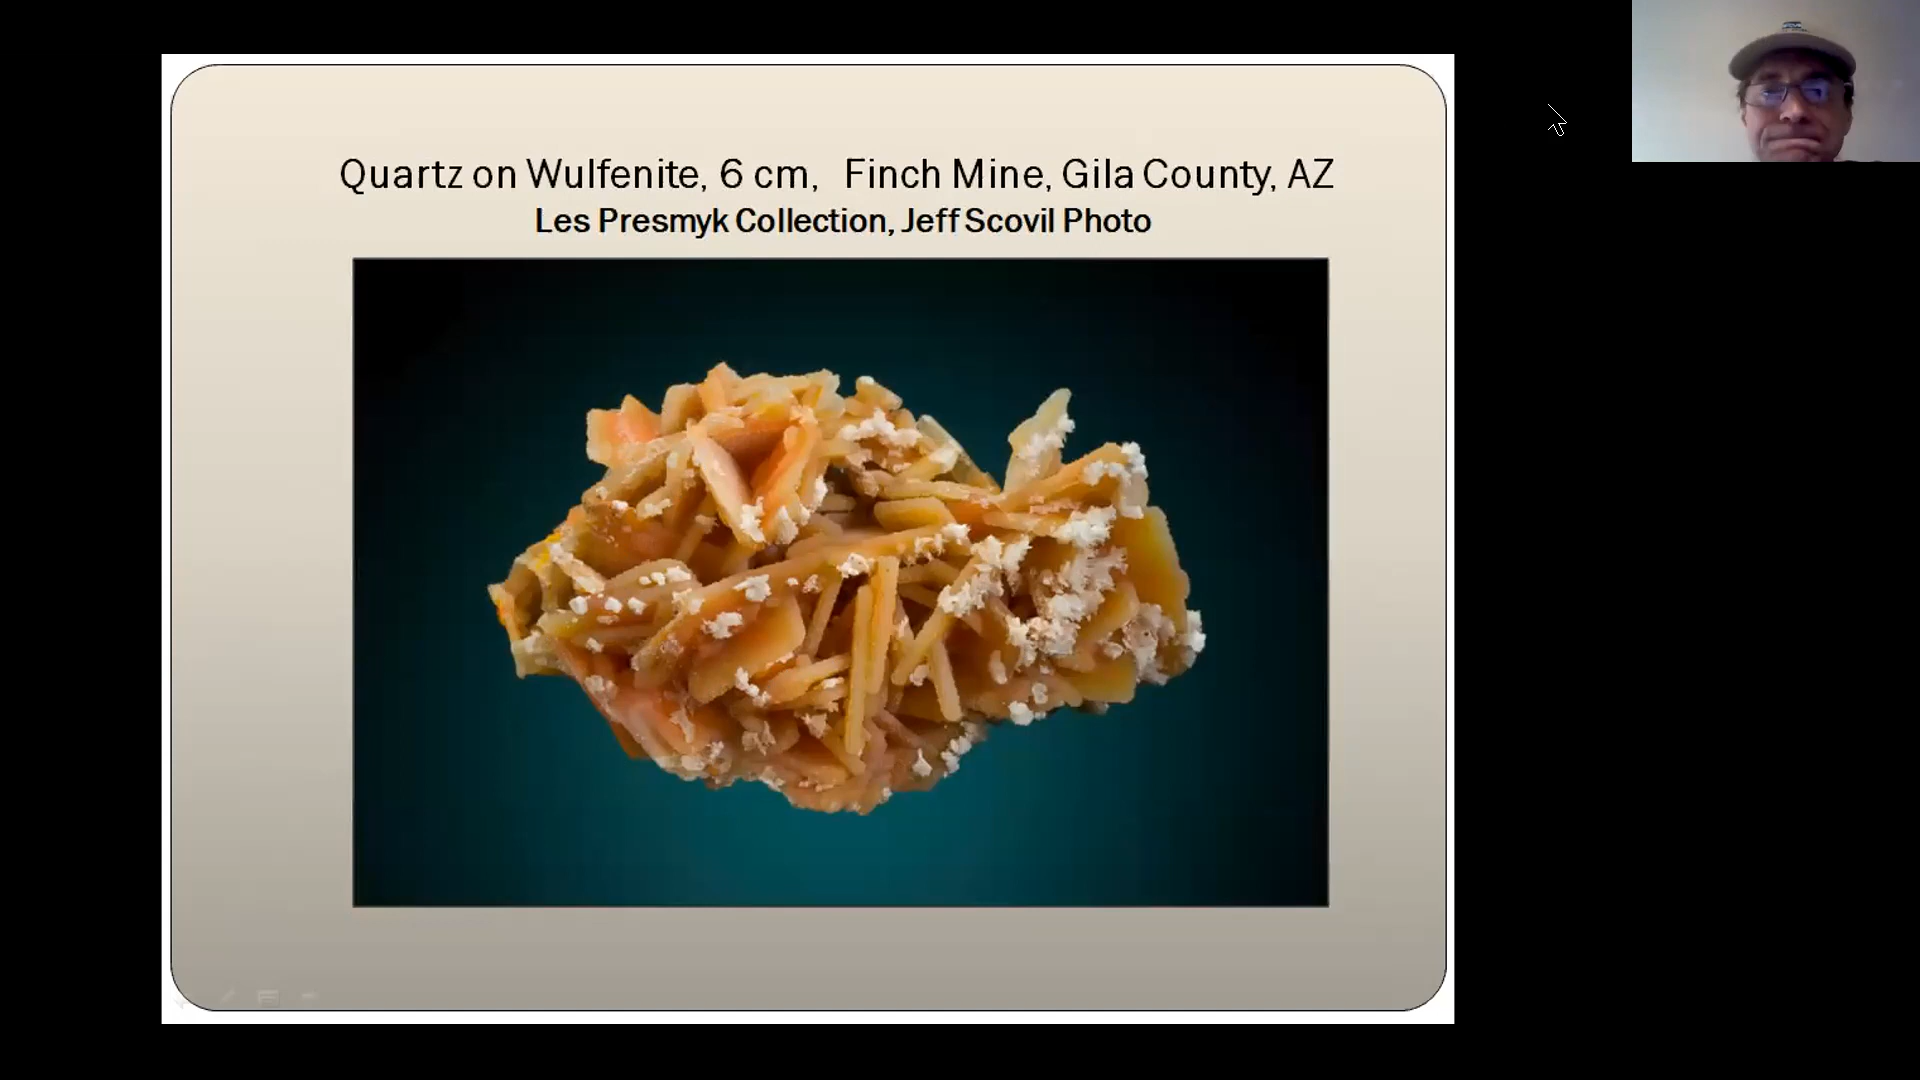 Quartz on Wulfenite, 6 cm, Finch Mine, Gila County, AZ
Les Presmyk Collection, Jeff Scovil Photo